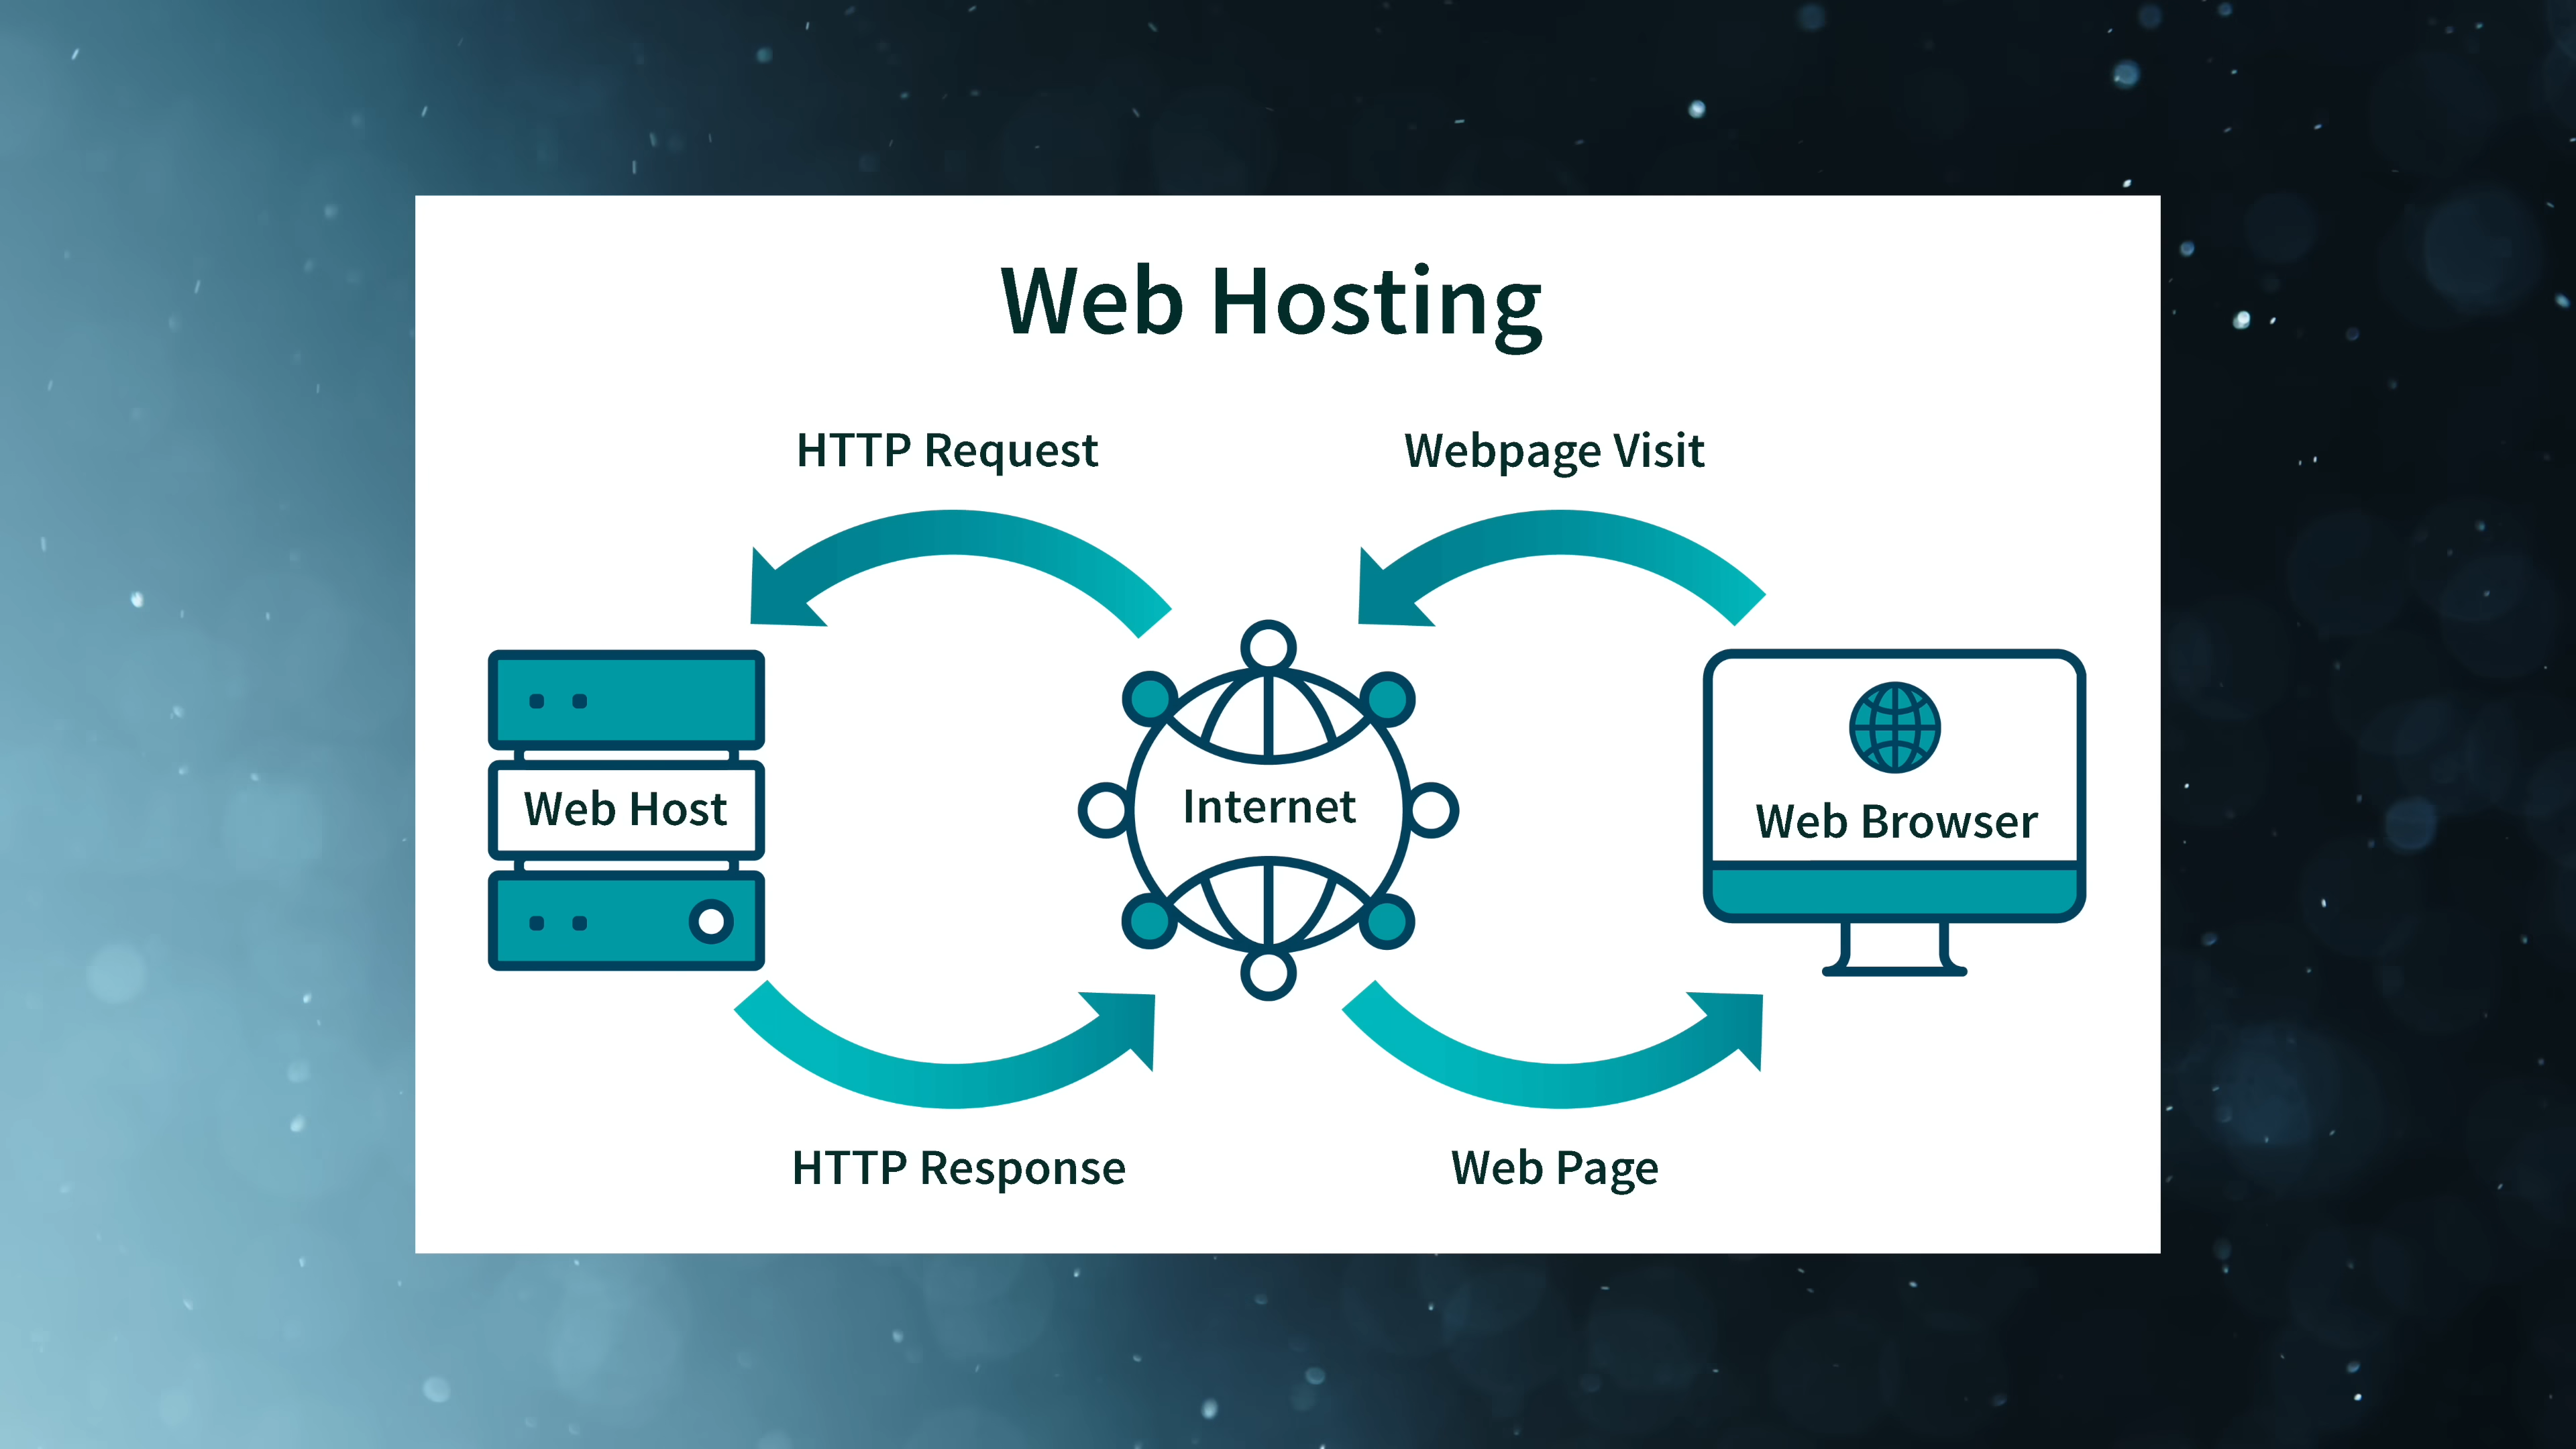 Web Hosting
HTTP Request
Webpage Visit
Web Host
Internet
Web Browser
HTTP Response
Web Page